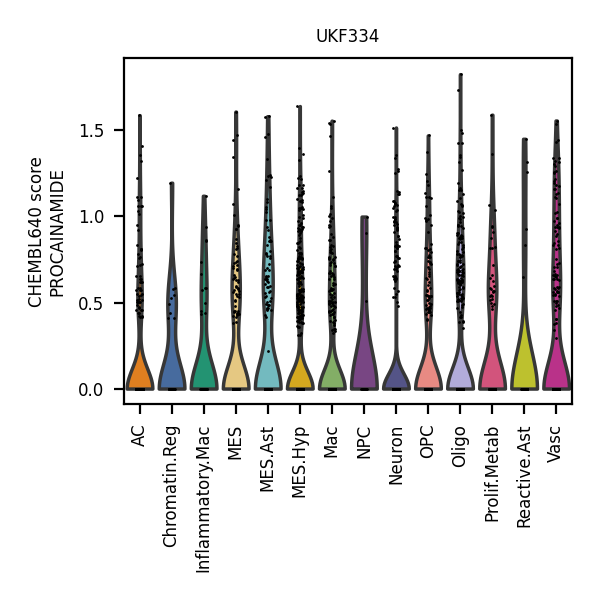 UKF334
CHEMBL640 score
PROCAINAMIDE
1.5
1.0
0.5
0.0
AC
Chromatin.Reg
Inflammatory.Mac
MES
MES.Ast
MES.Hyp
Mac
NPC
Neuron
OPC
Oligo
Prolif.Metab
Reactive.Ast
Vasc